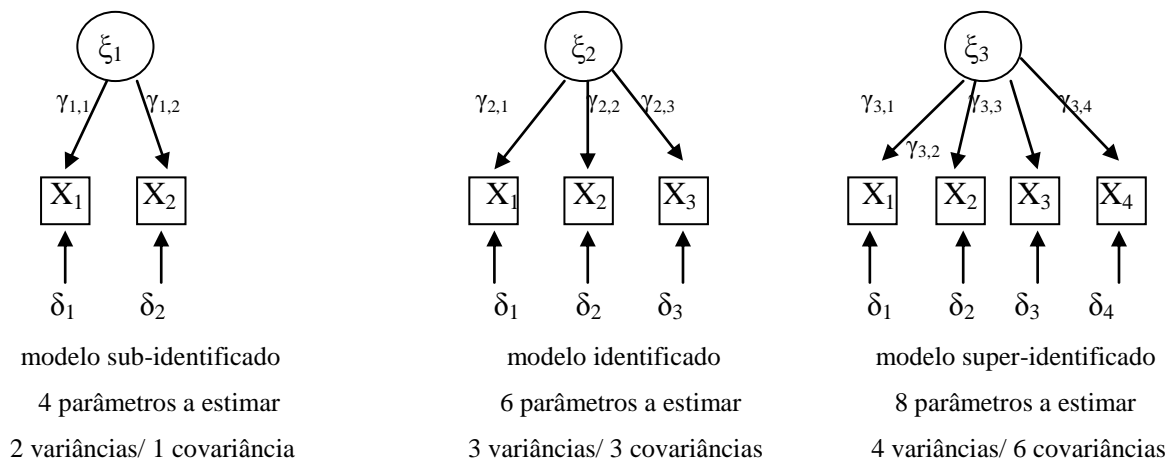 ξ1
γ1,1
γ1,2
X1
X2
δ1
δ2
modelo sub-identificado
4 parâmetros a estimar
2 variâncias/ 1 covariância
ξ2
γ2,1
γ2,2
γ2,3
X1
X2
X3
δ1
δ2
δ3
modelo identificado
6 parâmetros a estimar
3 variâncias/ 3 covariâncias
ξ3
γ3,1
γ3,3
γ3,4
γ3,2
X1
X2
X3
X4
δ1
δ2
δ3
δ4
modelo super-identificado
8 parâmetros a estimar
4 variâncias/ 6 covariâncias